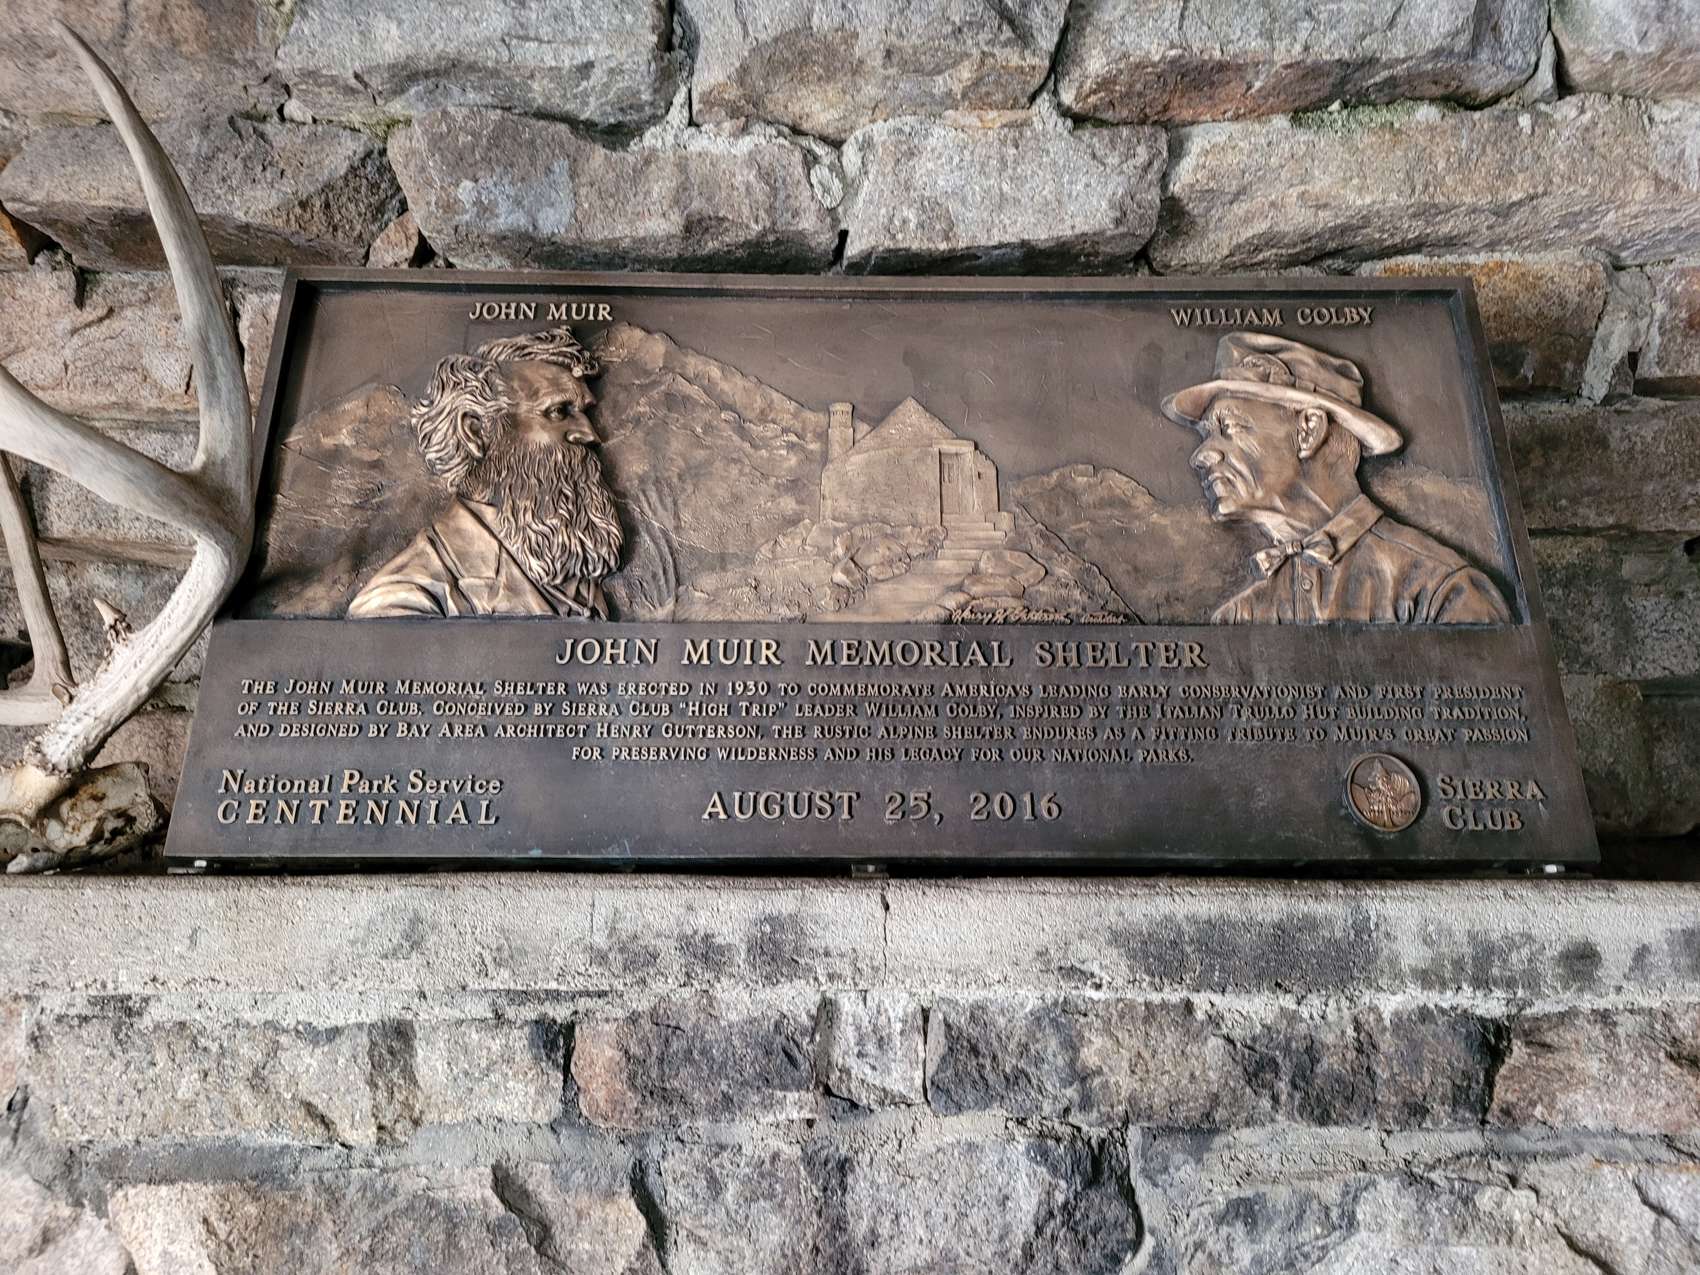 JOHN MUIR
WILLIAM COLBY
JOHN MUIR MEMORIAL SHELTER
THE JOHN MUIR MEMORIAL SHELTER WAS ERECTED IN 1930 TO COMMEMORATE AMERICA'S LEADING EARLY CONSERVATIONIST AND FIRST PRESIDENT
OF THE SIERRA CLUB. CONCEIVED BY SIERRA CLUB "HIGH TRIP" LEADER WILLIAM COLBY, INSPIRED BY THE ITALIAN TRULLO HUT BUILDING TRADITION,
AND DESIGNED BY BAY AREA ARCHITECT HENRY GUTTERSON, THE RUSTIC ALPINE SHELTER ENDURES AS A FITTING TRIBUTE TO MUIR'S GREAT PASSION
FOR PRESERVING WILDERNESS AND HIS LEGACY FOR OUR NATIONAL PARKS.
National Park Service
CENTENNIAL
AUGUST 25, 2016
SIERRA
CLUB